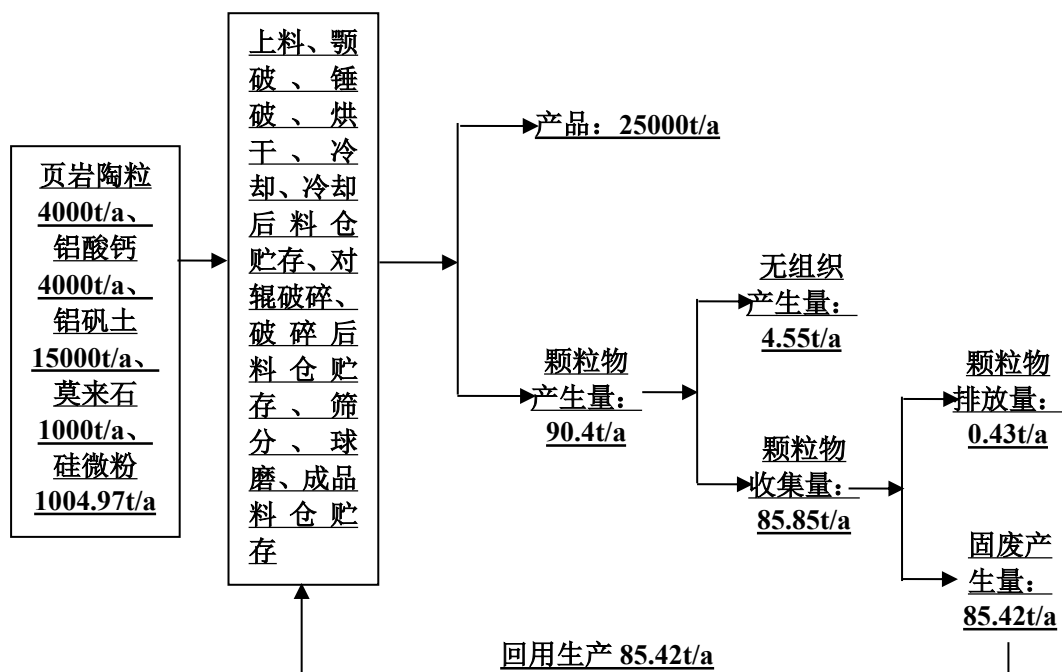 页岩陶粒
4000t/a、
铝酸钙
4000t/a、
铝矾土
15000t/a、
莫来石
1000t/a、
硅微粉
1004.97t/a
上料、颚
破、锤
破、烘
干、冷
却、冷却
后料仓
贮存、对
辊破碎、
破碎后
料仓贮
存、筛
分、球
磨、成品
料仓贮
存
产品：25000t/a
颗粒物
产生量：
90.4t/a
无组织
产生量：
4.55t/a
颗粒物
收集量：
85.85t/a
颗粒物
排放量：
0.43t/a
固废产
生量：
85.42t/a
回用生产 85.42t/a